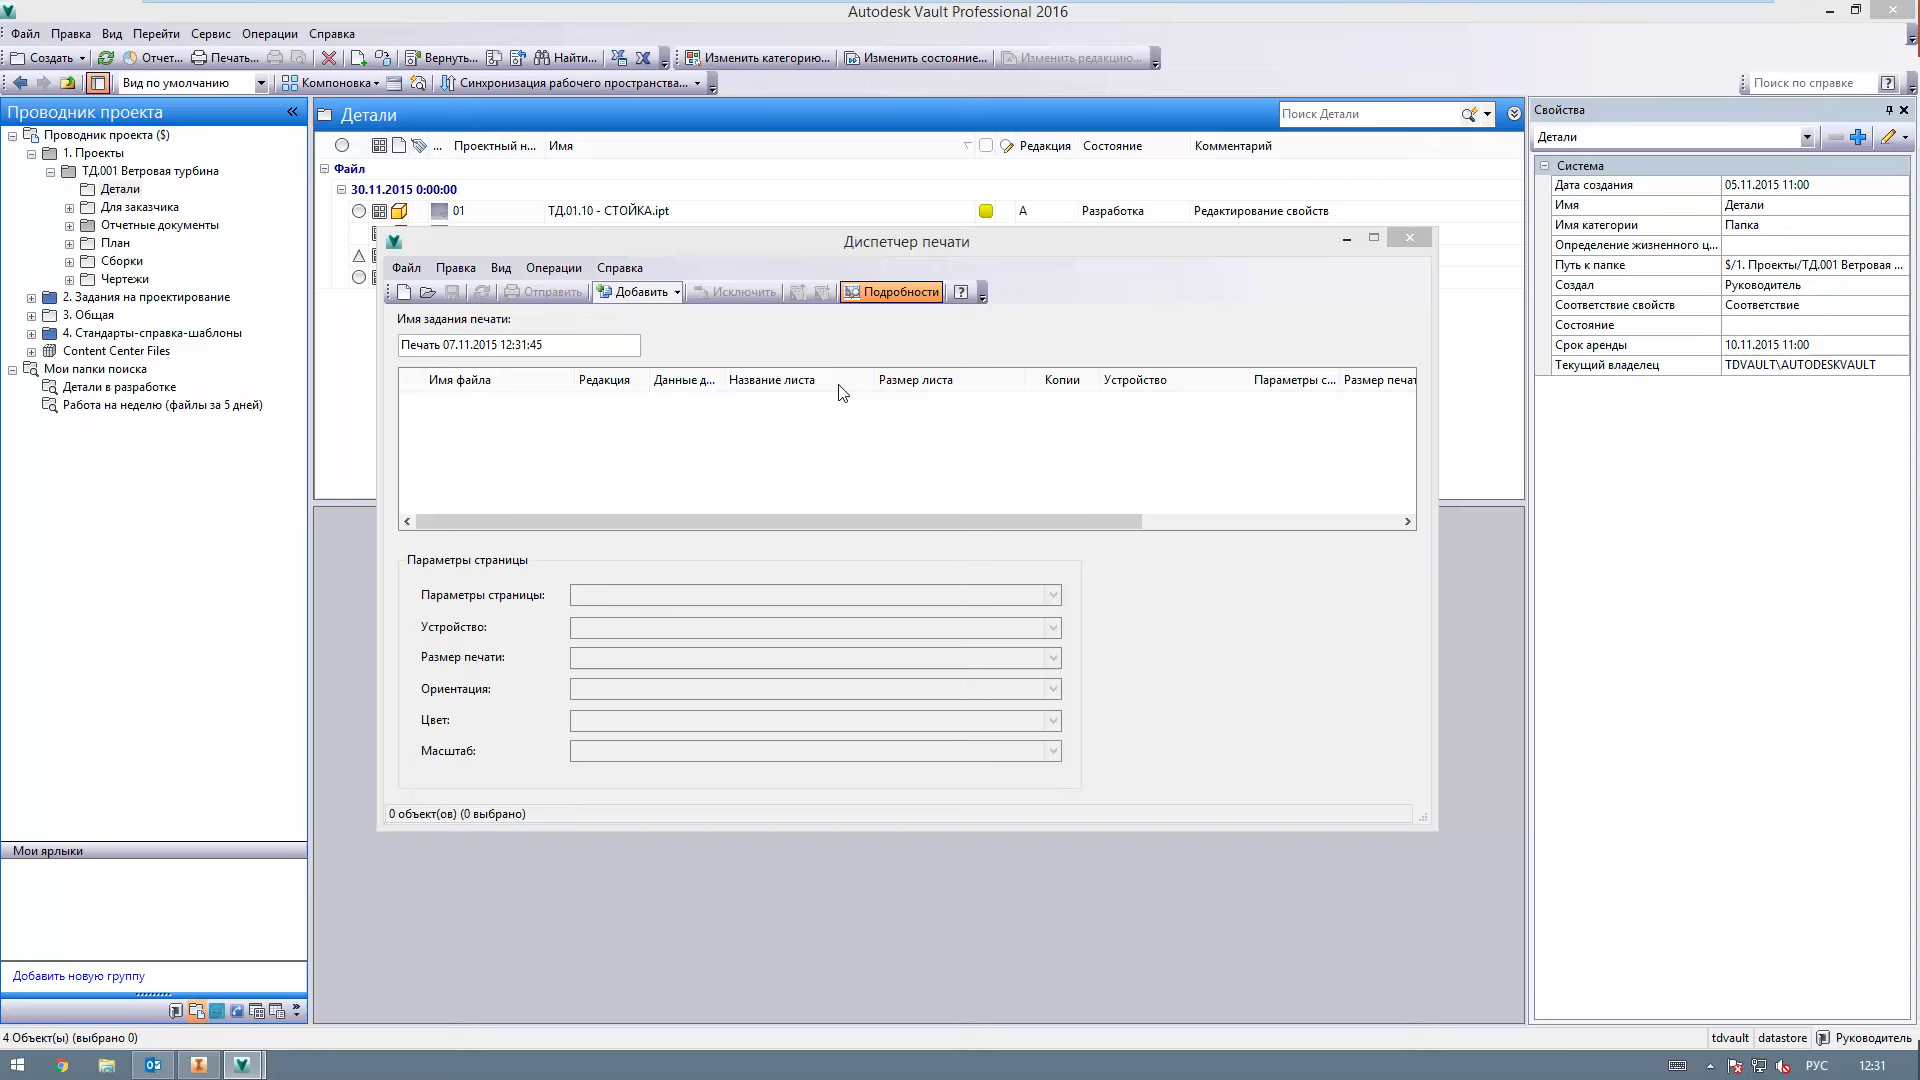 Autodesk Vault Professional 2016
Файл Правка Вид Перейти Сервис Операции Справка
Создать Отчет... Печать... Вернуть... Найти... Изменить категорию... Изменить состояние... Изменить редакцию...
Вид по умолчанию Компоновка Синхронизация рабочего пространства... Поиск по справке
Проводник проекта
Проводник проекта ($)
1. Проекты
ТД.001 Ветровая турбина
Детали
Для заказчика
Отчетные документы
План
Сборки
Чертежи
2. Задания на проектирование
3. Общая
4. Стандарты-справка-шаблоны
Content Center Files
Мои папки поиска
Детали в разработке
Работа на неделю (файлы за 5 дней)
Мои ярлыки
Добавить новую группу
Детали
Поиск Детали
... Проектный н... Имя Редакция Состояние Комментарий
Файл
30.11.2015 0:00:00
01 ТД.01.10 - СТОЙКА.ipt А Разработка Редактирование свойств
Диспетчер печати
Файл Правка Вид Операции Справка
Отправить Добавить Исключить Подробности
Имя задания печати:
Печать 07.11.2015 12:31:45
Имя файла Редакция Данные д... Название листа Размер листа Копии Устройство Параметры с... Размер печат
Параметры страницы
Параметры страницы:
Устройство:
Размер печати:
Ориентация:
Цвет:
Масштаб:
0 объект(ов) (0 выбрано)
Свойства
Детали
Система
Дата создания 05.11.2015 11:00
Имя Детали
Имя категории Папка
Определение жизненного ц...
Путь к папке $/1. Проекты/ТД.001 Ветровая ...
Создал Руководитель
Соответствие свойств Соответствие
Состояние
Срок аренды 10.11.2015 11:00
Текущий владелец TDVAULT\AUTODESKVAULT
4 Объект(ы) (выбрано 0)
tdvault datastore Руководитель
РУС 12:31